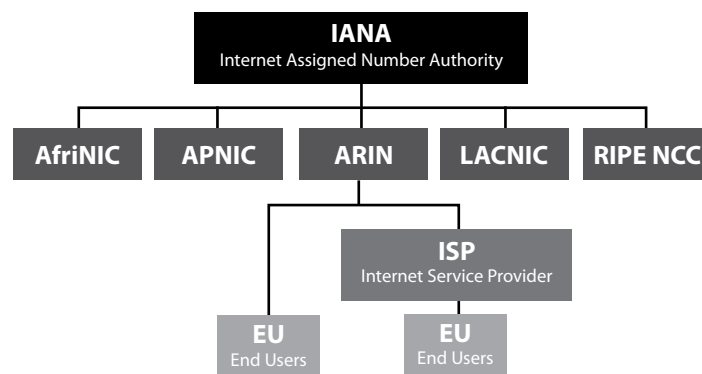 IANA
Internet Assigned Number Authority
AfriNIC
APNIC
ARIN
LACNIC
RIPE NCC
ISP
Internet Service Provider
EU
End Users
EU
End Users